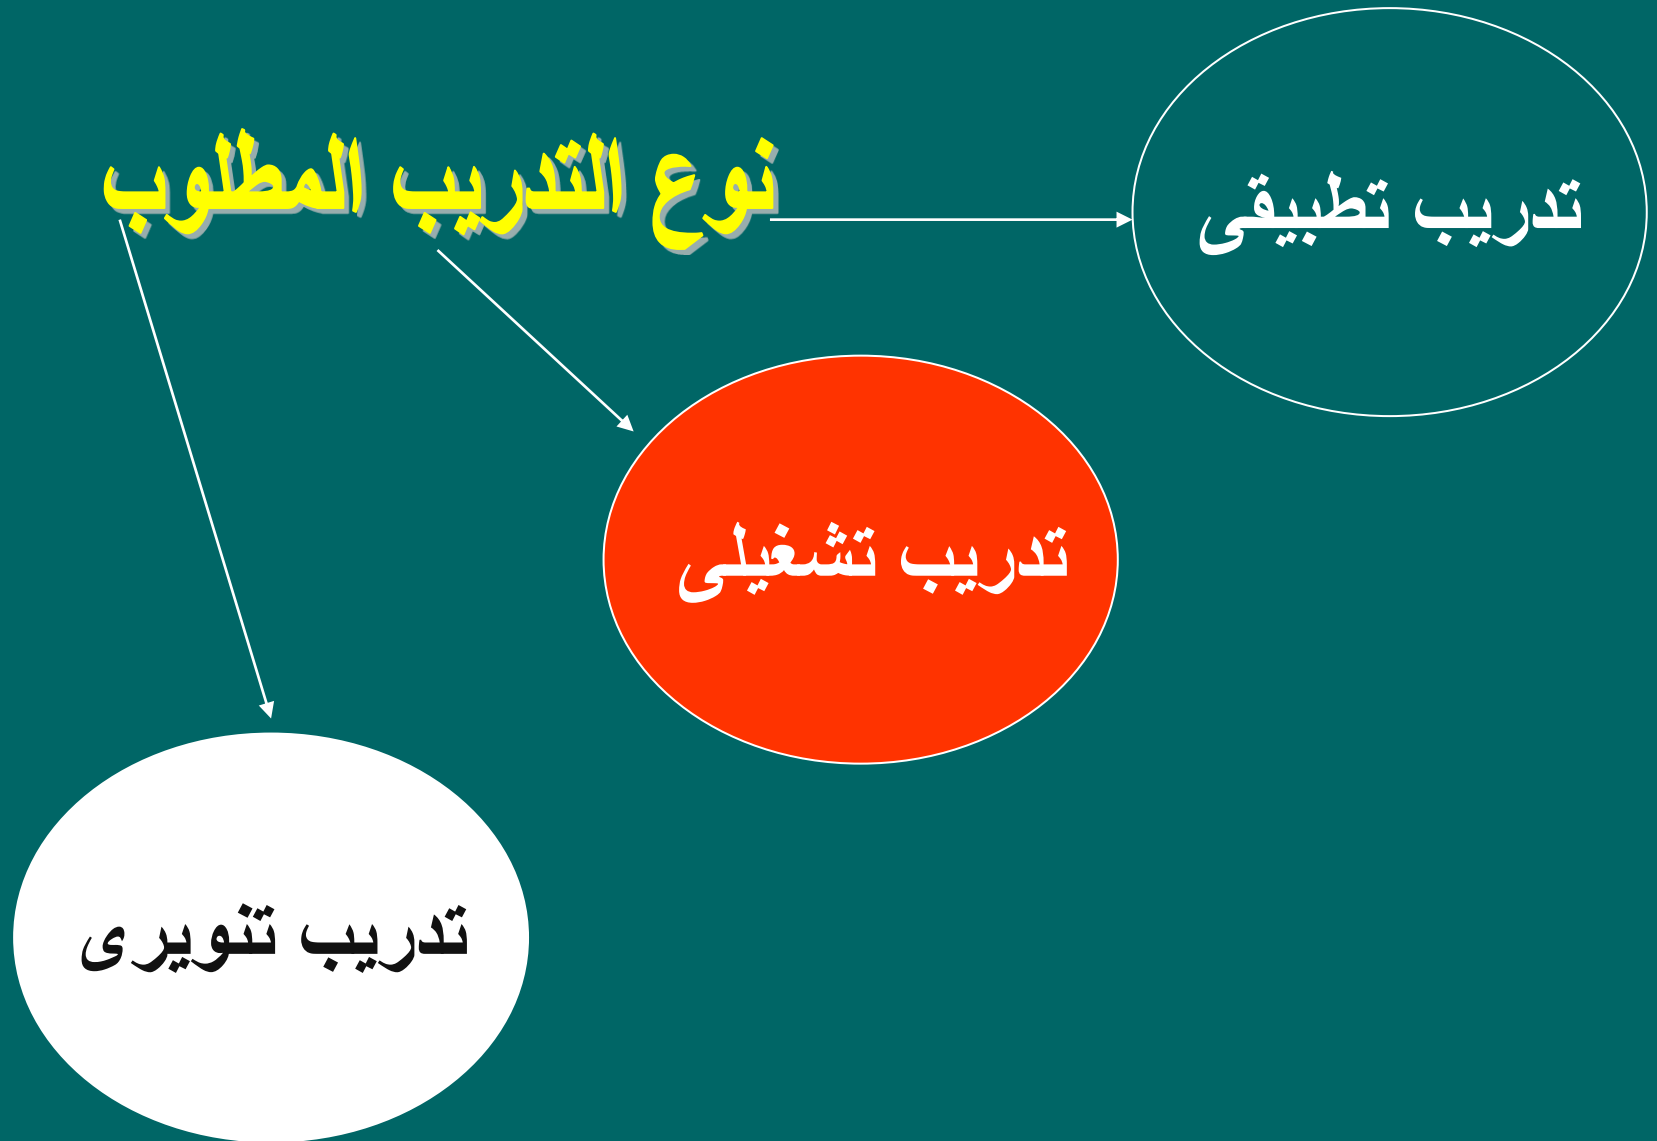 نوع التدريب المطلوب
تدريب تطبيقى
تدريب تشغيلى
تدريب تنويرى